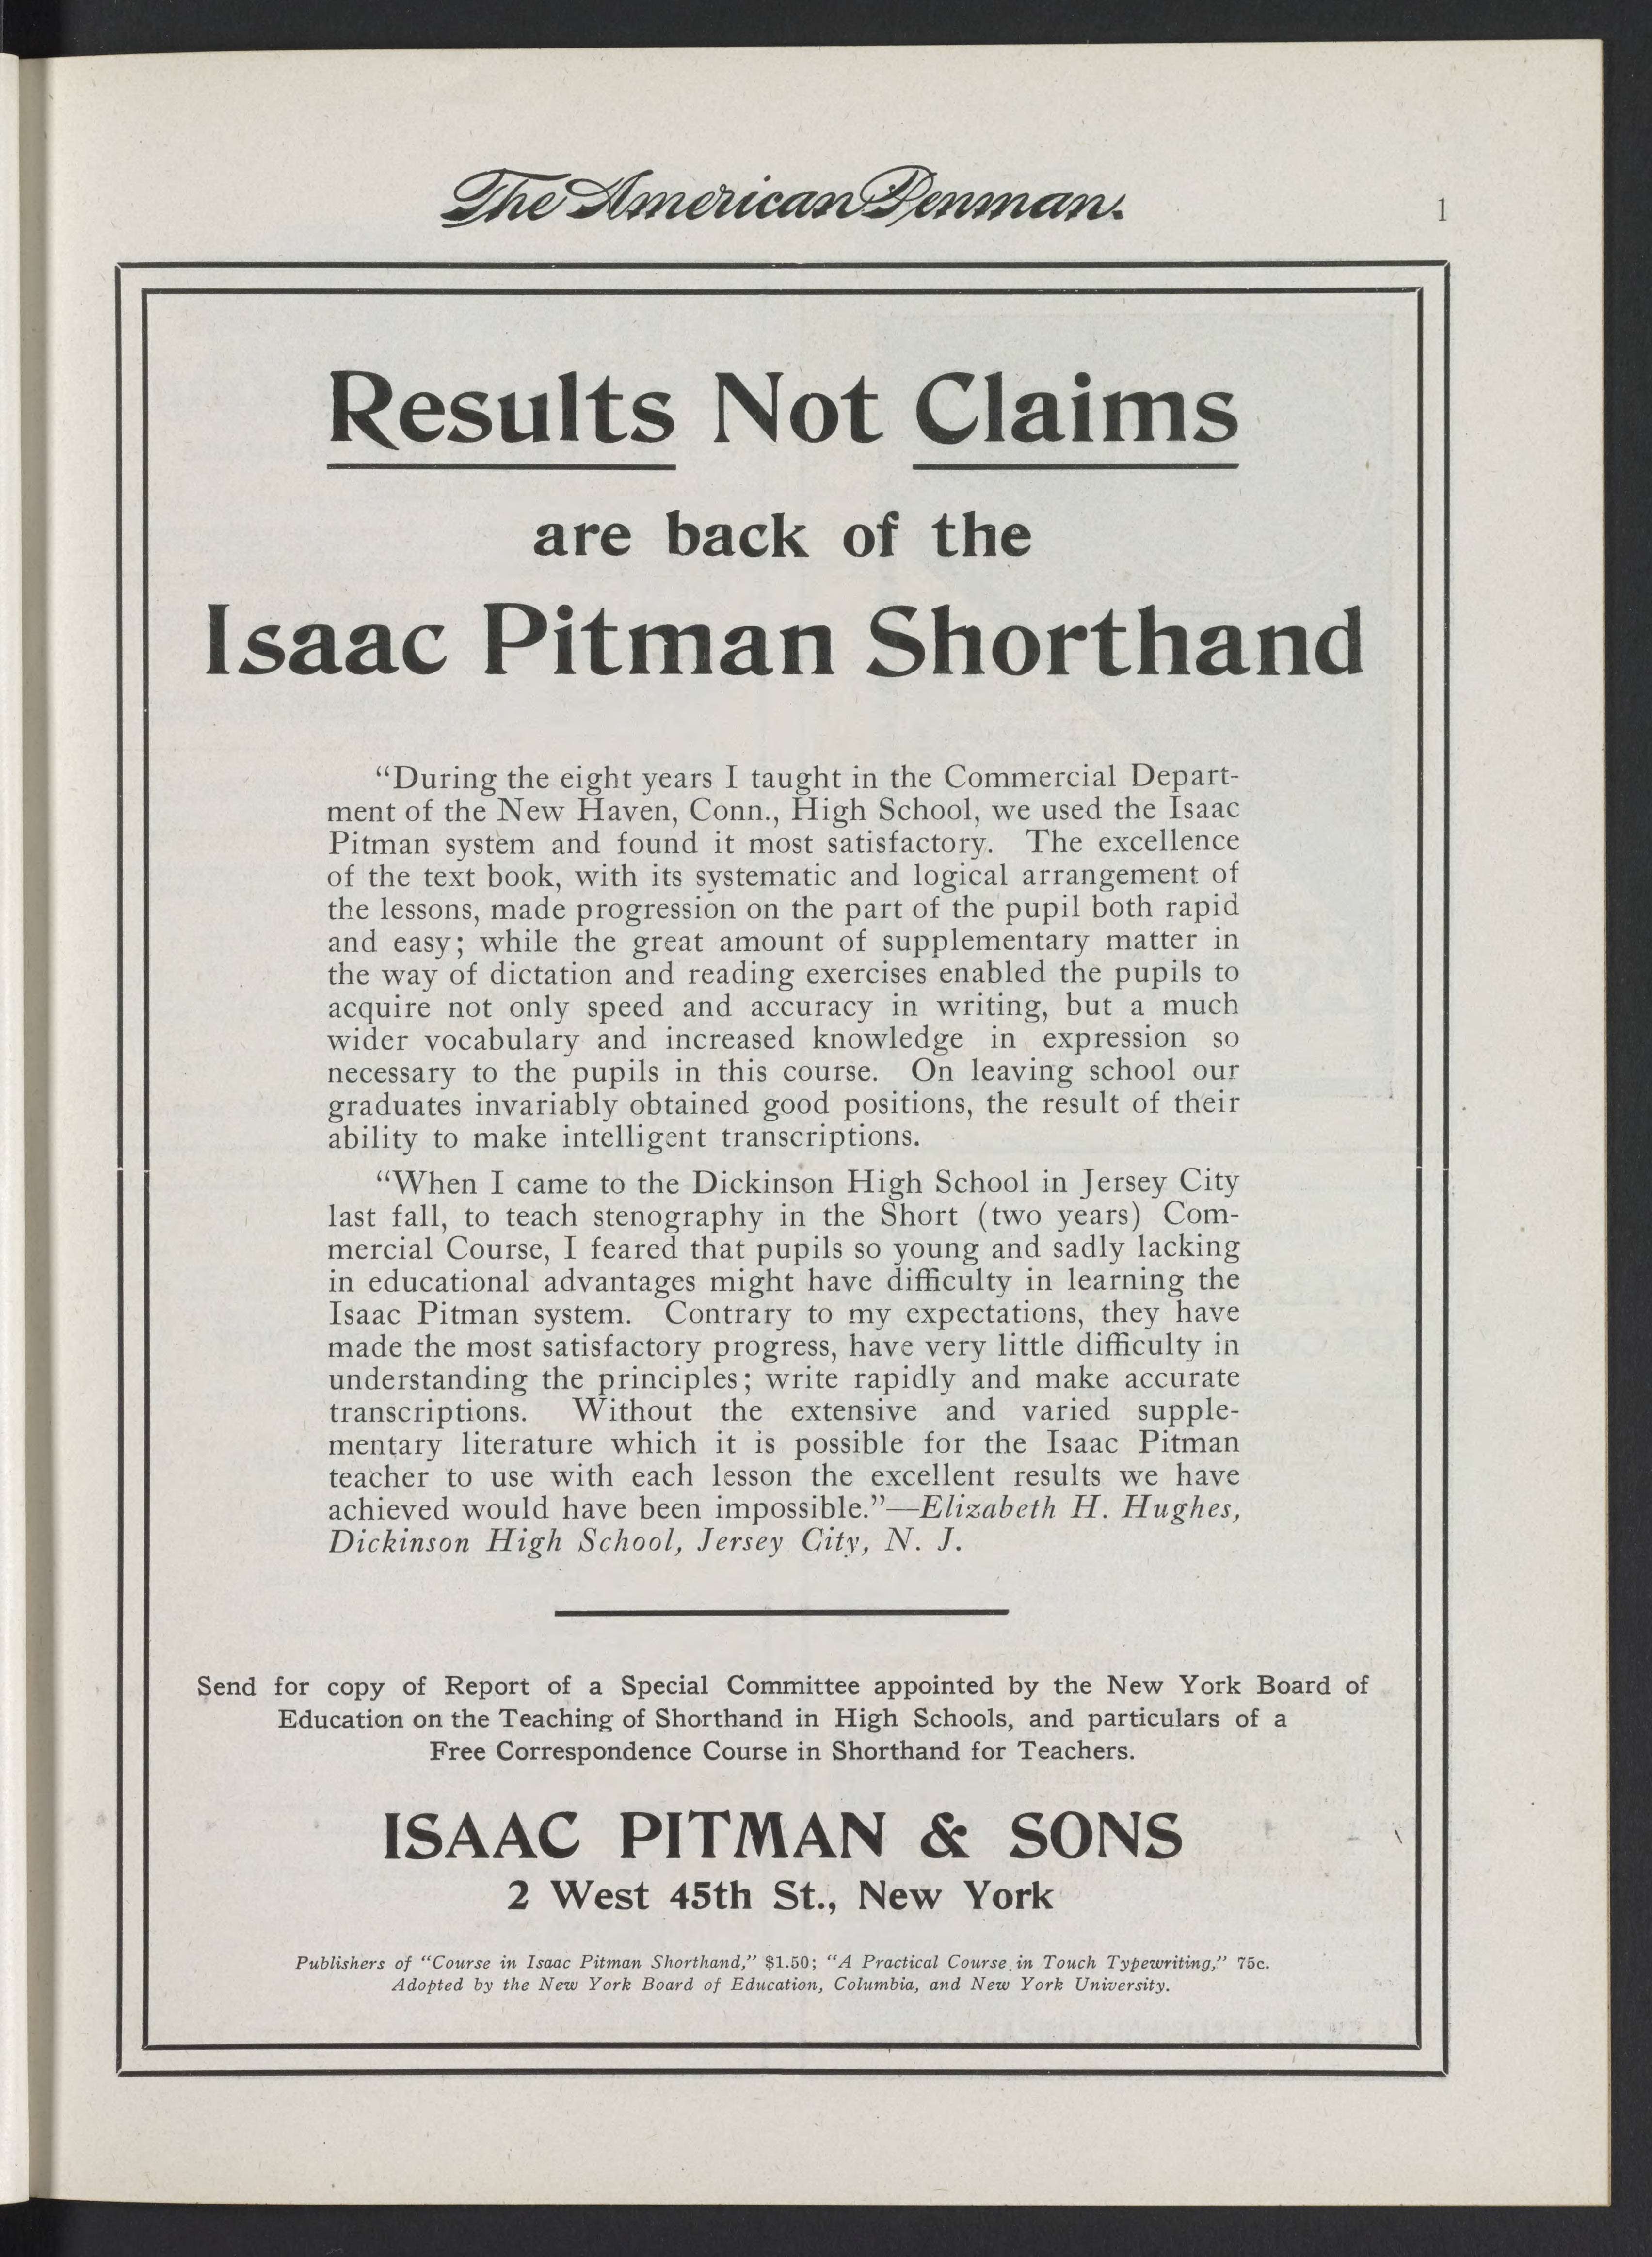 The American Penman.
1
Results Not Claims
are back of the
Isaac Pitman Shorthand
“During the eight years I taught in the Commercial Depart-
ment of the New Haven, Conn., High School, we used the Isaac
Pitman system and found it most satisfactory. The excellence
of the text book, with its systematic and logical arrangement of
the lessons, made progression on the part of the pupil both rapid
and easy; while the great amount of supplementary matter in
the way of dictation and reading exercises enabled the pupils to
acquire not only speed and accuracy in writing, but a much
wider vocabulary and increased knowledge in expression so
necessary to the pupils in this course. On leaving school our
graduates invariably obtained good positions, the result of their
ability to make intelligent transcriptions.
“When I came to the Dickinson High School in Jersey City
last fall, to teach stenography in the Short (two years) Com-
mercial Course, I feared that pupils so young and sadly lacking
in educational advantages might have difficulty in learning the
Isaac Pitman system. Contrary to my expectations, they have
made the most satisfactory progress, have very little difficulty in
understanding the principles; write rapidly and make accurate
transcriptions. Without the extensive and varied supple-
mentary literature which it is possible for the Isaac Pitman
teacher to use with each lesson the excellent results we have
achieved would have been impossible.”—Elizabeth H. Hughes,
Dickinson High School, Jersey City, N. J.
Send for copy of Report of a Special Committee appointed by the New York Board of
Education on the Teaching of Shorthand in High Schools, and particulars of a
Free Correspondence Course in Shorthand for Teachers.
ISAAC PITMAN & SONS
2 West 45th St., New York
Publishers of “Course in Isaac Pitman Shorthand,” $1.50; “A Practical Course in Touch Typewriting,” 75c.
Adopted by the New York Board of Education, Columbia, and New York University.